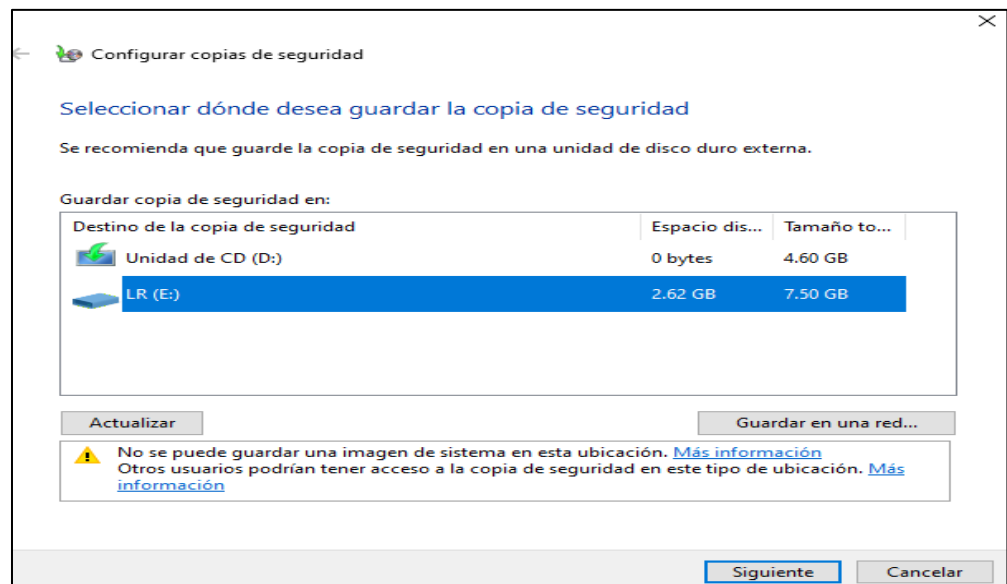 Configurar copias de seguridad
Seleccionar dónde desea guardar la copia de seguridad
Se recomienda que guarde la copia de seguridad en una unidad de disco duro externa.
Guardar copia de seguridad en:
Destino de la copia de seguridad Espacio dis... Tamaño to...
Unidad de CD (D:) 0 bytes 4.60 GB
LR (E:) 2.62 GB 7.50 GB
Actualizar Guardar en una red...
No se puede guardar una imagen de sistema en esta ubicación. Más información
Otros usuarios podrían tener acceso a la copia de seguridad en este tipo de ubicación. Más
información
Siguiente Cancelar